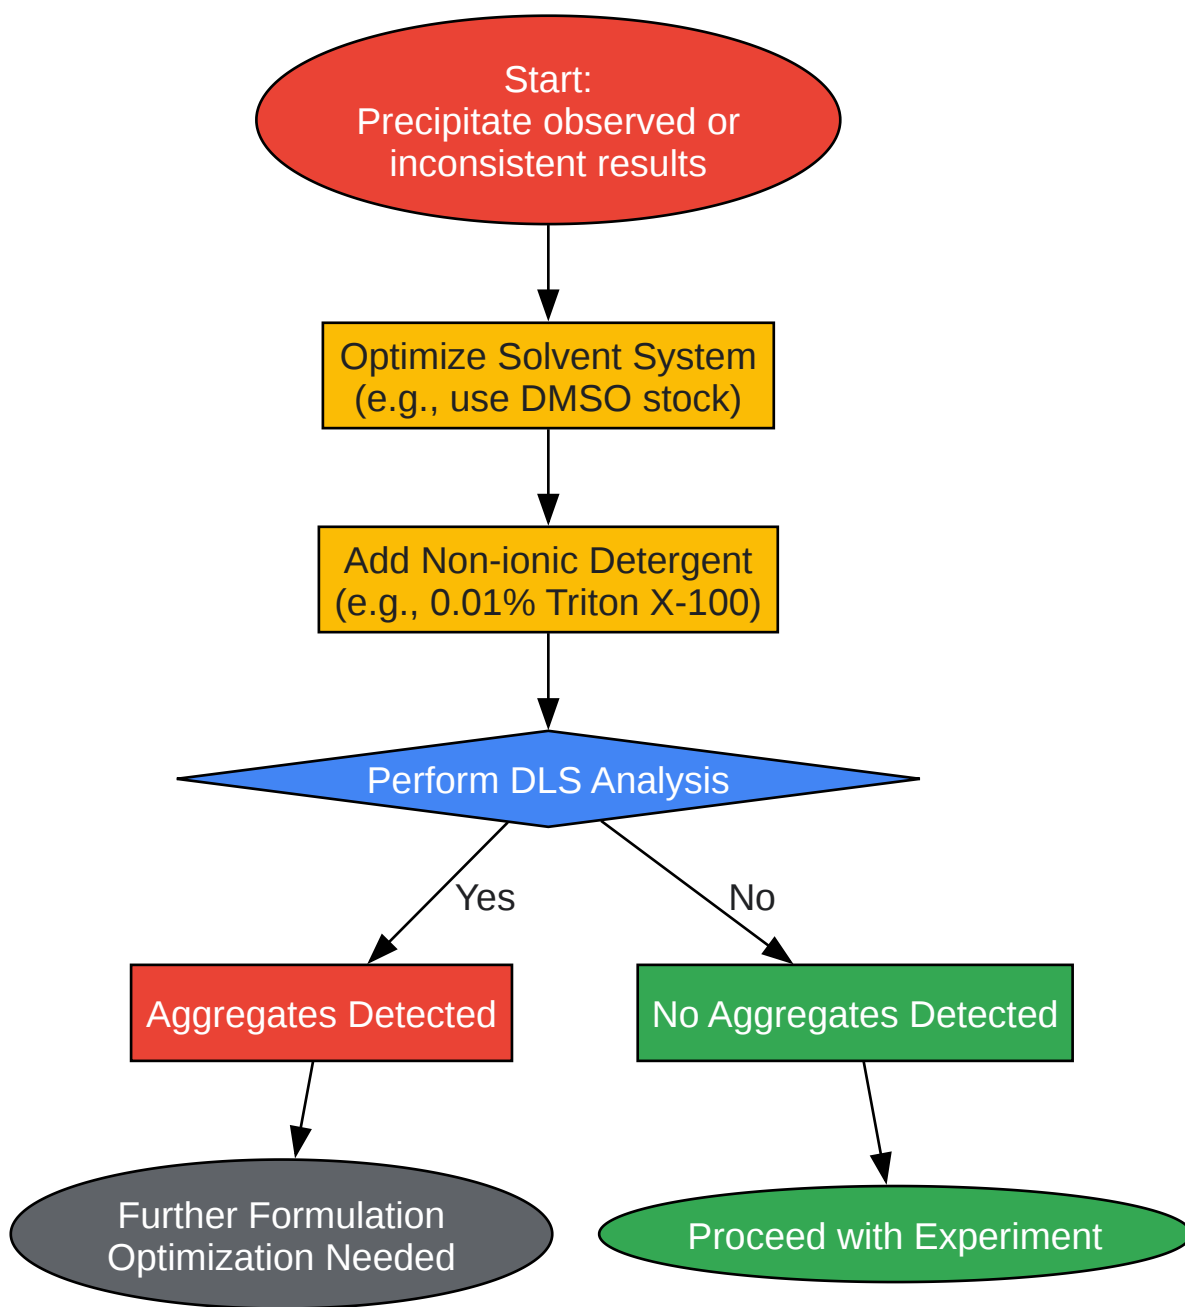 Start:
Precipitate observed or
inconsistent results
Optimize Solvent System
(e.g., use DMSO stock)
Add Non-ionic Detergent
(e.g., 0.01% Triton X-100)
Perform DLS Analysis
Yes
No
Aggregates Detected
No Aggregates Detected
Further Formulation
Optimization Needed
Proceed with Experiment